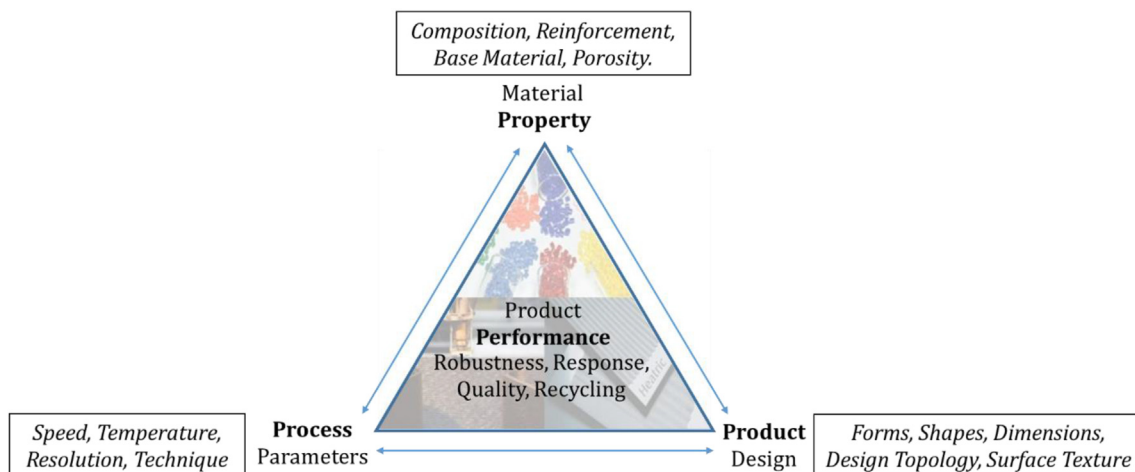 Composition, Reinforcement,
Base Material, Porosity.
Material
Property
Product
Performance
Robustness, Response,
Quality, Recycling
Heatric
Speed, Temperature,
Resolution, Technique
Process
Parameters
Product
Design
Forms, Shapes, Dimensions,
Design Topology, Surface Texture